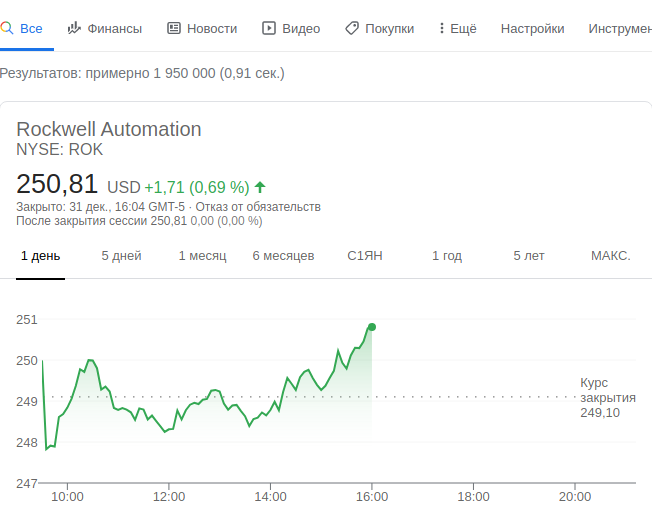 Все Финансы Новости Видео Покупки Ещё Настройки Инструмен
Результатов: примерно 1 950 000 (0,91 сек.)
Rockwell Automation
NYSE: ROK
250,81 USD +1,71 (0,69 %)
Закрыто: 31 дек., 16:04 GMT-5 · Отказ от обязательств
После закрытия сессии 250,81 0,00 (0,00 %)
1 день 5 дней 1 месяц 6 месяцев С1ЯН 1 год 5 лет МАКС.
251
250
249
248
247
Курс
закрытия
249,10
10:00 12:00 14:00 16:00 18:00 20:00